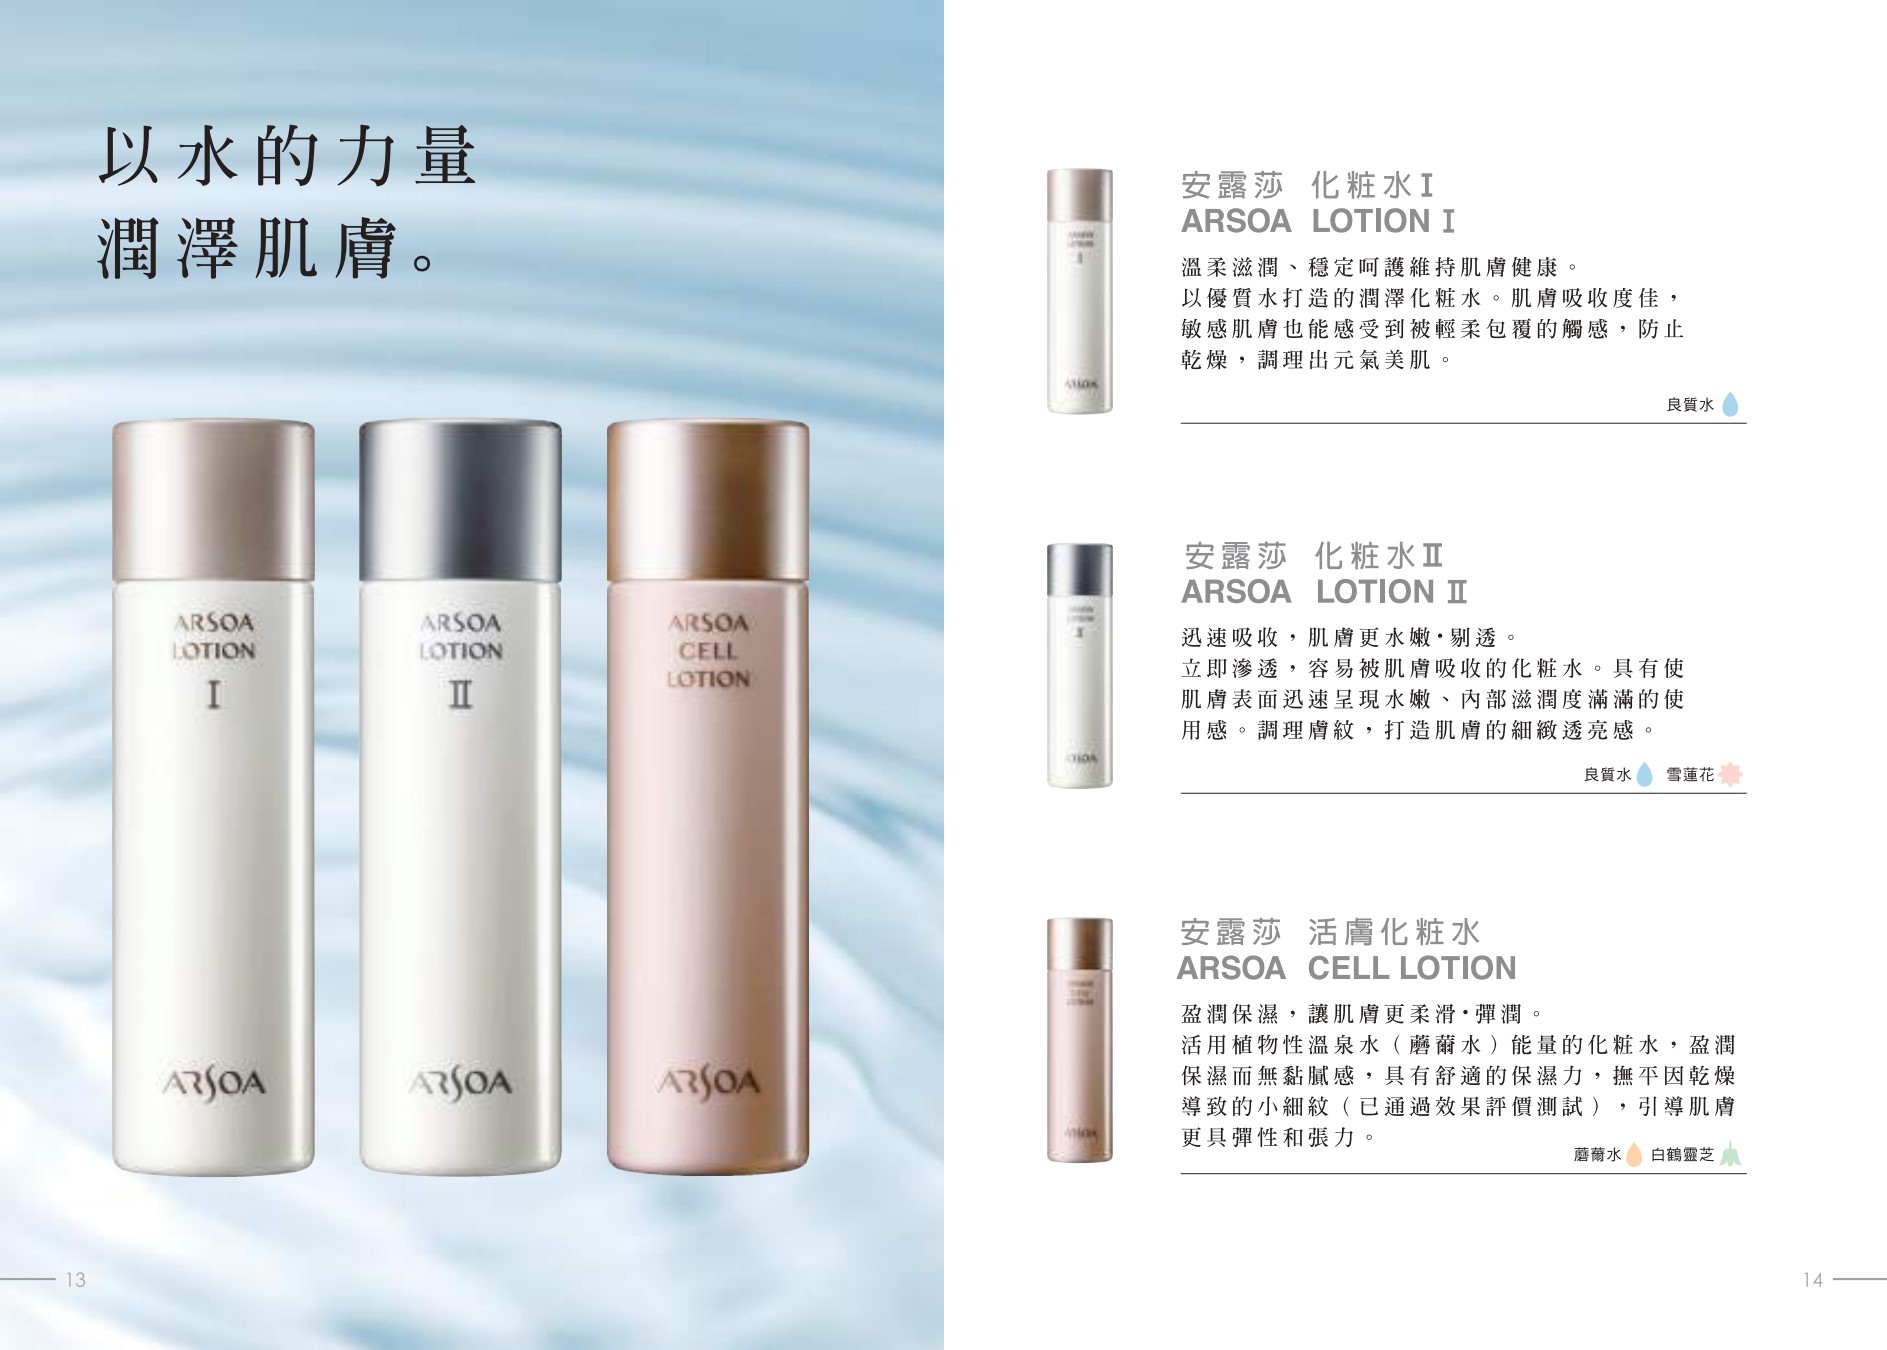 以水的力量
潤澤肌膚。
ARSOA
LOTION
I
ARSOA
ARSOA
LOTION
II
ARSOA
ARSOA
CELL
LOTION
ARSOA
13
安露莎 化粧水I
ARSOA LOTION I
溫柔滋潤、穩定呵護維持肌膚健康。
以優質水打造的潤澤化粧水。肌膚吸收度佳，
敏感肌膚也能感受到被輕柔包覆的觸感，防止
乾燥，調理出元氣美肌。
良質水
安露莎 化粧水II
ARSOA LOTION II
迅速吸收，肌膚更水嫩・剔透。
立即滲透，容易被肌膚吸收的化粧水。具有使
肌膚表面迅速呈現水嫩、內部滋潤度滿滿的使
用感。調理膚紋，打造肌膚的細緻透亮感。
良質水 雪蓮花
安露莎 活膚化粧水
ARSOA CELL LOTION
盈潤保濕，讓肌膚更柔滑・彈潤。
活用植物性溫泉水（蘑薾水）能量的化粧水，盈潤
保濕而無黏膩感，具有舒適的保濕力，撫平因乾燥
導致的小細紋（已通過效果評價測試），引導肌膚
更具彈性和張力。
蘑薾水 白鶴靈芝
14